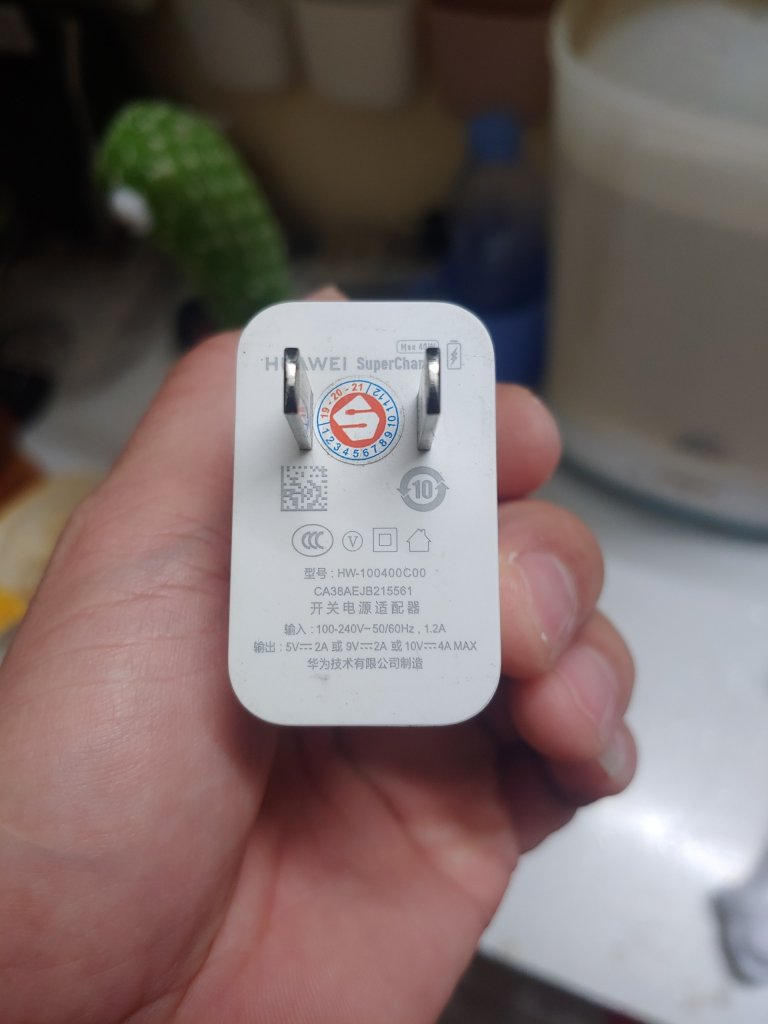 Max 40W
HUAWEI SuperCharge
19-20-21
1 2 3 4 5 6 7 8 9 10 11 12
10
CCC
V
型号 : HW-100400C00
CA38AEJB215561
开关电源适配器
输入 : 100-240V~50/60Hz , 1.2A
输出 : 5V⎓2A 或 9V⎓2A 或 10V⎓4A MAX
华为技术有限公司制造